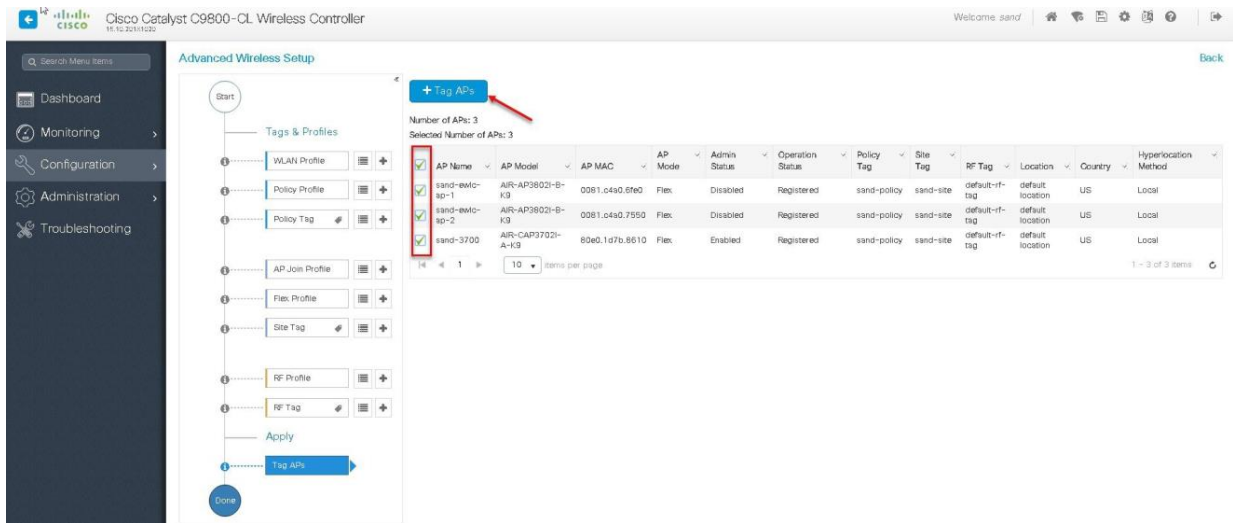 cisco
Cisco Catalyst C9800-CL Wireless Controller
Welcome sand
Search Menu Items
Dashboard
Monitoring
Configuration
Administration
Troubleshooting
Advanced Wireless Setup
Back
Start
Tags & Profiles
WLAN Profile
Policy Profile
Policy Tag
AP Join Profile
Flex Profile
Site Tag
RF Profile
RF Tag
Apply
Tag APs
Done
+ Tag APs
Number of APs: 3
Selected Number of APs: 3
AP Name AP Model AP MAC AP Mode Admin Status Operation Status Policy Tag Site Tag RF Tag Location Country Hyperlocation Method
sand-ewlc-ap-1 AIR-AP3802I-B-K9 0081.c4a0.6fe0 Flex Disabled Registered sand-policy sand-site default-rf-tag default location US Local
sand-ewlc-ap-2 AIR-AP3802I-B-K9 0081.c4a0.7550 Flex Disabled Registered sand-policy sand-site default-rf-tag default location US Local
sand-3700 AIR-CAP3702I-A-K9 80e0.1d7b.8610 Flex Enabled Registered sand-policy sand-site default-rf-tag default location US Local
1 10 items per page 1 - 3 of 3 items